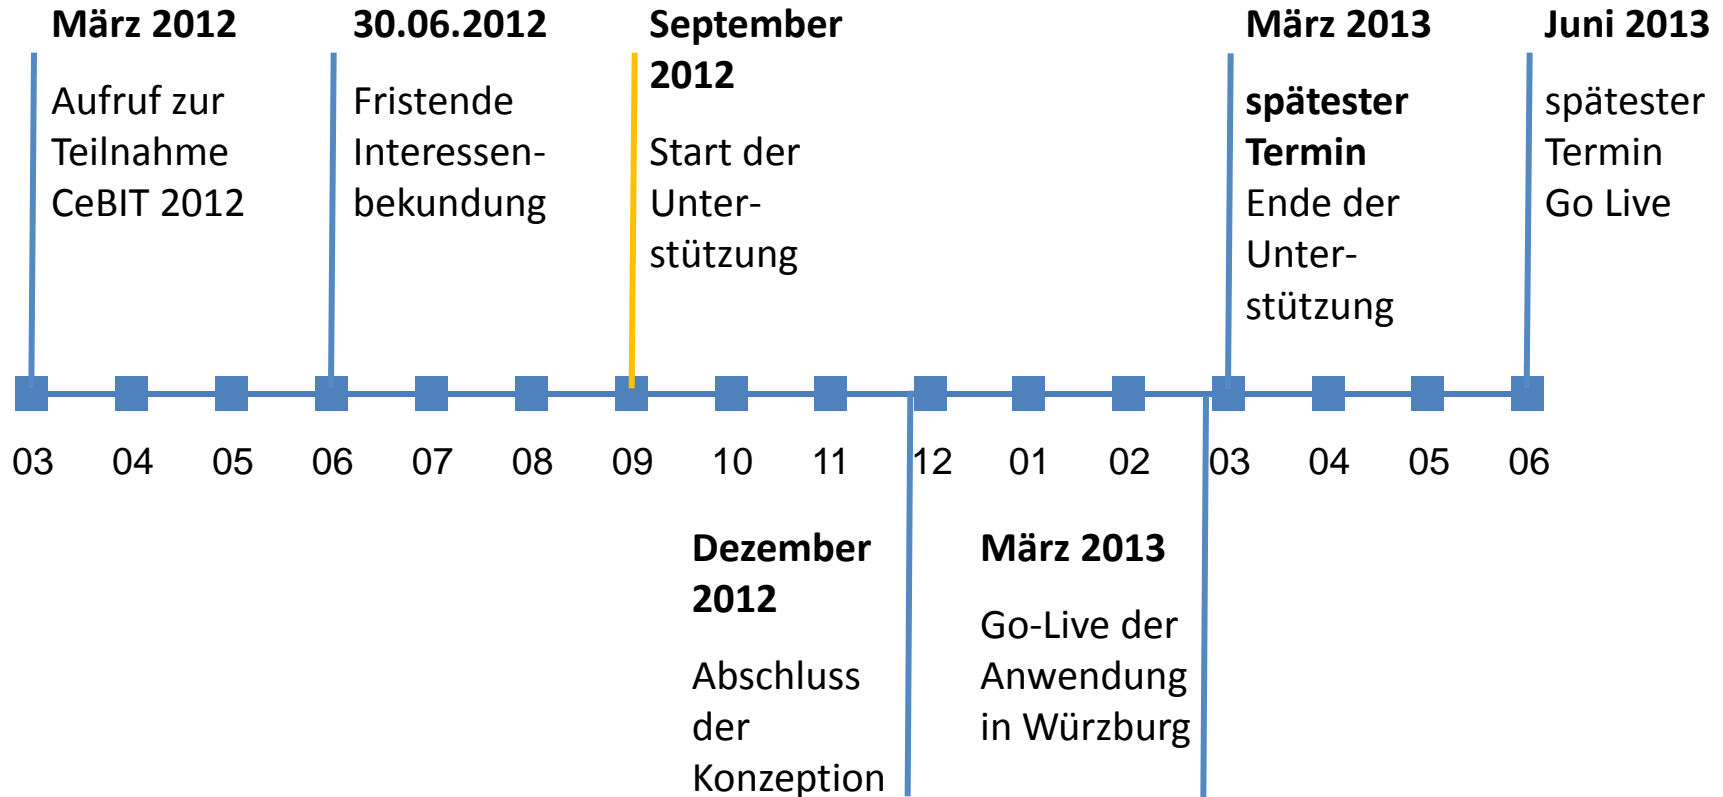 März 2012
Aufruf zur
Teilnahme
CeBIT 2012
30.06.2012
Fristende
Interessen-
bekundung
September
2012
Start der
Unter-
stützung
März 2013
spätester
Termin
Ende der
Unter-
stützung
Juni 2013
spätester
Termin
Go Live
03 04 05 06 07 08 09 10 11 12 01 02 03 04 05 06
Dezember
2012
Abschluss
der
Konzeption
März 2013
Go-Live der
Anwendung
in Würzburg